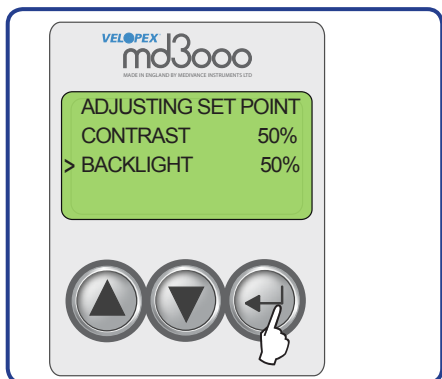 VELOPEX
md3000
MADE IN ENGLAND BY MEDIVANCE INSTRUMENTS LTD
ADJUSTING SET POINT
CONTRAST 50%
> BACKLIGHT 50%